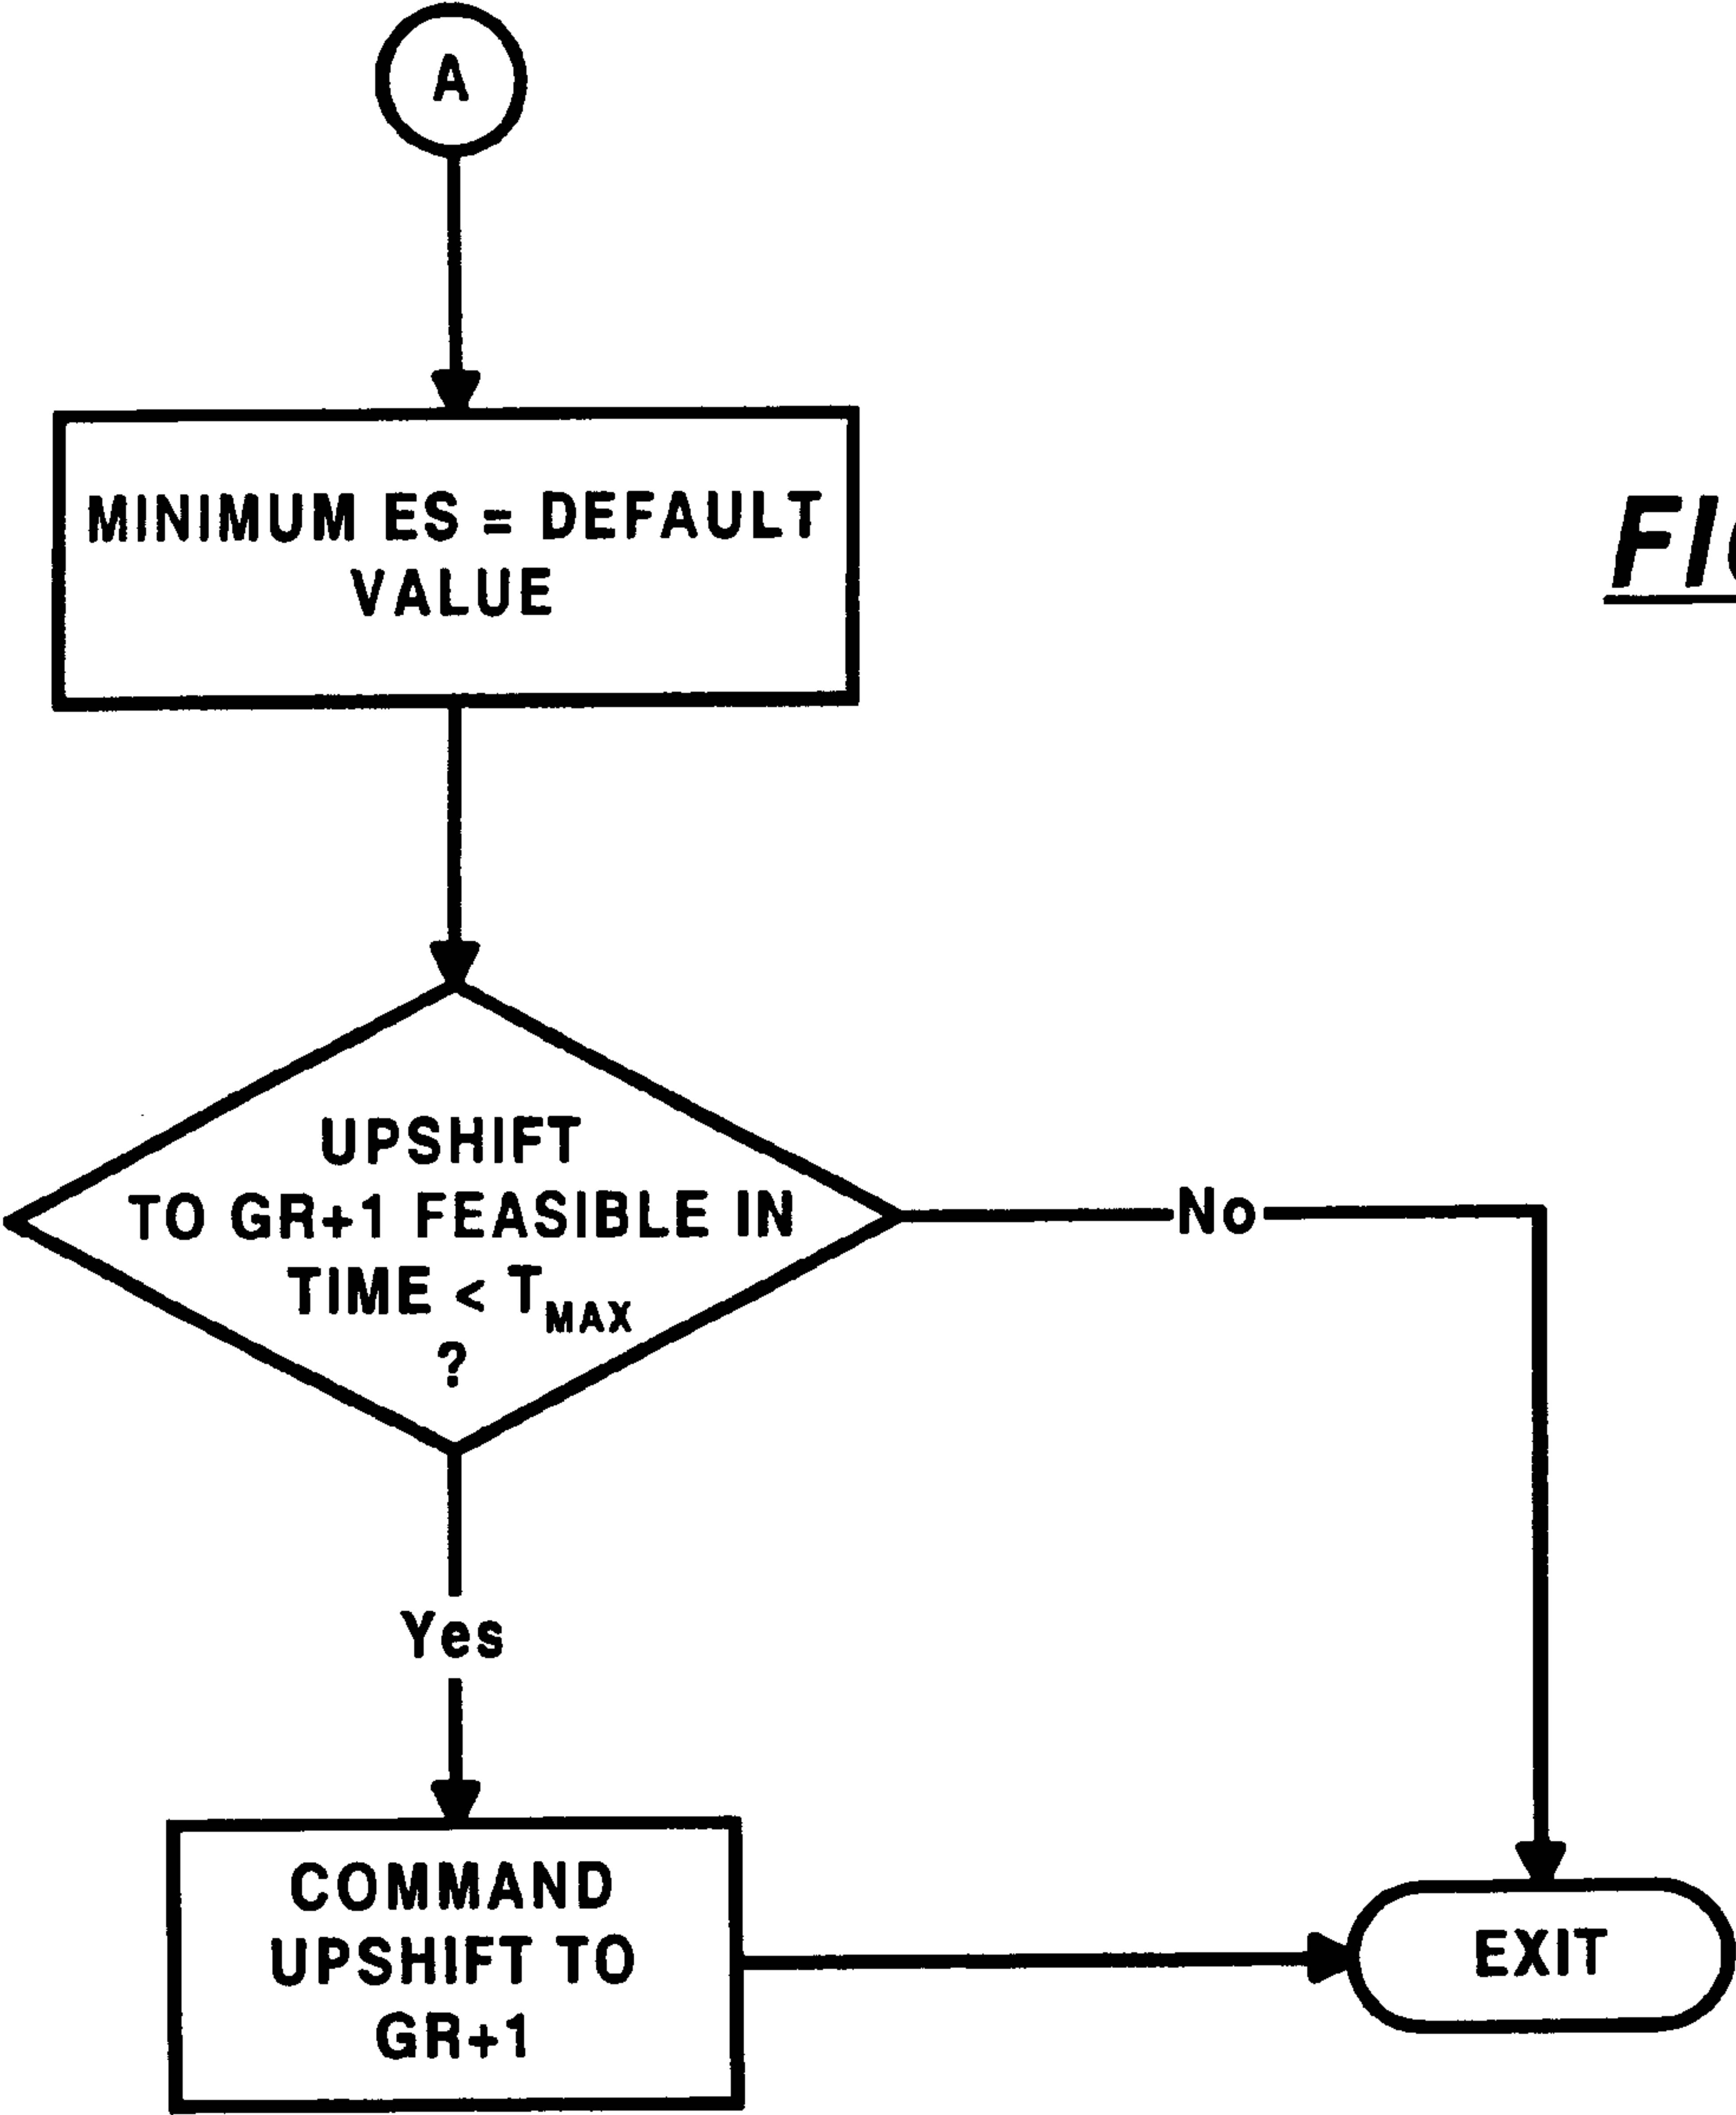 A
MINIMUM ES = DEFAULT
VALUE
UPSHIFT
TO GR+1 FEASIBLE IN
TIME < T_MAX
?
No
Yes
COMMAND
UPSHIFT TO
GR+1
EXIT